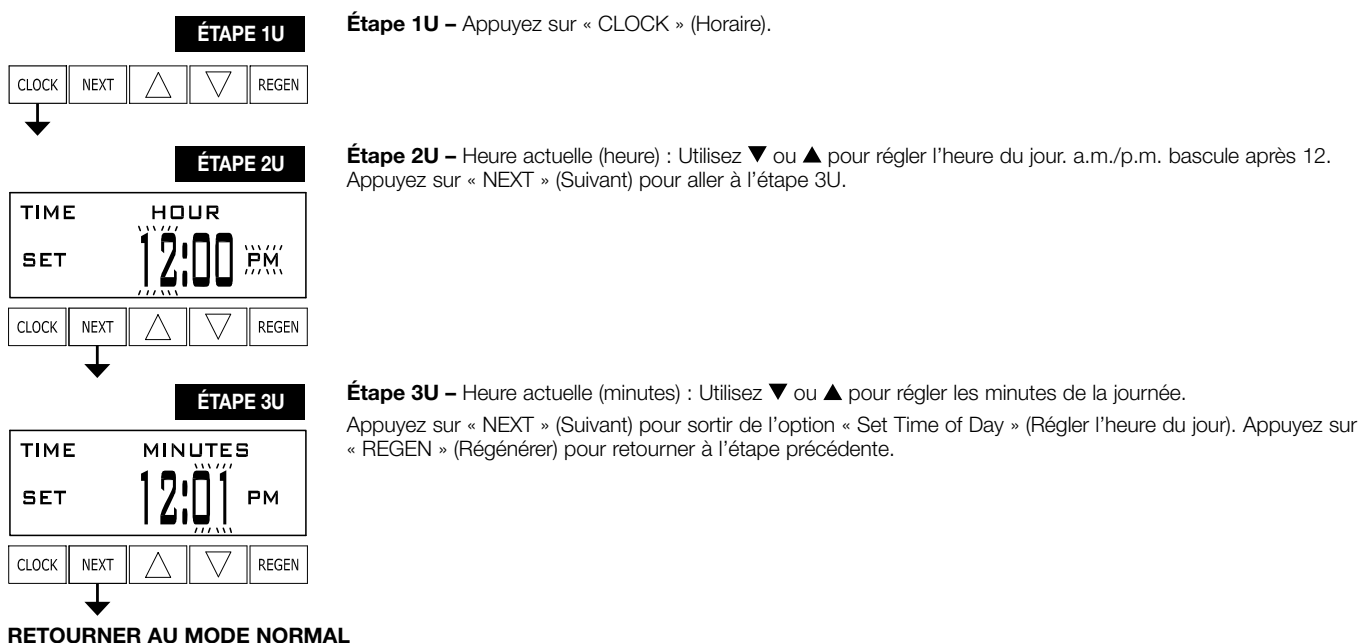 ÉTAPE 1U
Étape 1U – Appuyez sur « CLOCK » (Horaire).
CLOCK NEXT △ ▽ REGEN
ÉTAPE 2U
Étape 2U – Heure actuelle (heure) : Utilisez ▼ ou ▲ pour régler l’heure du jour. a.m./p.m. bascule après 12.
Appuyez sur « NEXT » (Suivant) pour aller à l’étape 3U.
TIME HOUR
SET 12:00 PM
CLOCK NEXT △ ▽ REGEN
ÉTAPE 3U
Étape 3U – Heure actuelle (minutes) : Utilisez ▼ ou ▲ pour régler les minutes de la journée.
Appuyez sur « NEXT » (Suivant) pour sortir de l’option « Set Time of Day » (Régler l’heure du jour). Appuyez sur
« REGEN » (Régénérer) pour retourner à l’étape précédente.
TIME MINUTES
SET 12:01 PM
CLOCK NEXT △ ▽ REGEN
RETOURNER AU MODE NORMAL